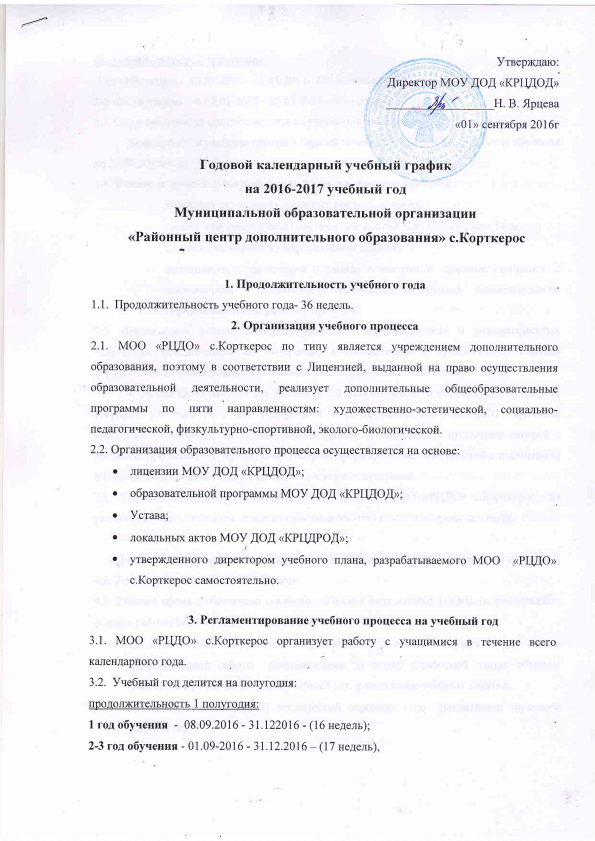 Утверждаю:
Директор МОУ ДОД «КРЦДОД»
Н. В. Ярцева
«01» сентября 2016г
Годовой календарный учебный график
на 2016-2017 учебный год
Муниципальной образовательной организации
«Районный центр дополнительного образования» с.Корткерос
1. Продолжительность учебного года
1.1. Продолжительность учебного года- 36 недель.
2. Организация учебного процесса
2.1. МОО «РЦДО» с.Корткерос по типу является учреждением дополнительного
образования, поэтому в соответствии с Лицензией, выданной на право осуществления
образовательной деятельности, реализует дополнительные общеобразовательные
программы по пяти направленностям: художественно-эстетической, социально-
педагогической, физкультурно-спортивной, эколого-биологической.
2.2. Организация образовательного процесса осуществляется на основе:
• лицензии МОУ ДОД «КРЦДОД»;
• образовательной программы МОУ ДОД «КРЦДОД»;
• Устава;
• локальных актов МОУ ДОД «КРЦДРОД»;
• утвержденного директором учебного плана, разрабатываемого МОО «РЦДО»
с.Корткерос самостоятельно.
3. Регламентирование учебного процесса на учебный год
3.1. МОО «РЦДО» с.Корткерос организует работу с учащимися в течение всего
календарного года.
3.2. Учебный год делится на полугодия:
продолжительность 1 полугодия:
1 год обучения - 08.09.2016 - 31.122016 - (16 недель);
2-3 год обучения - 01.09-2016 - 31.12.2016 – (17 недель),